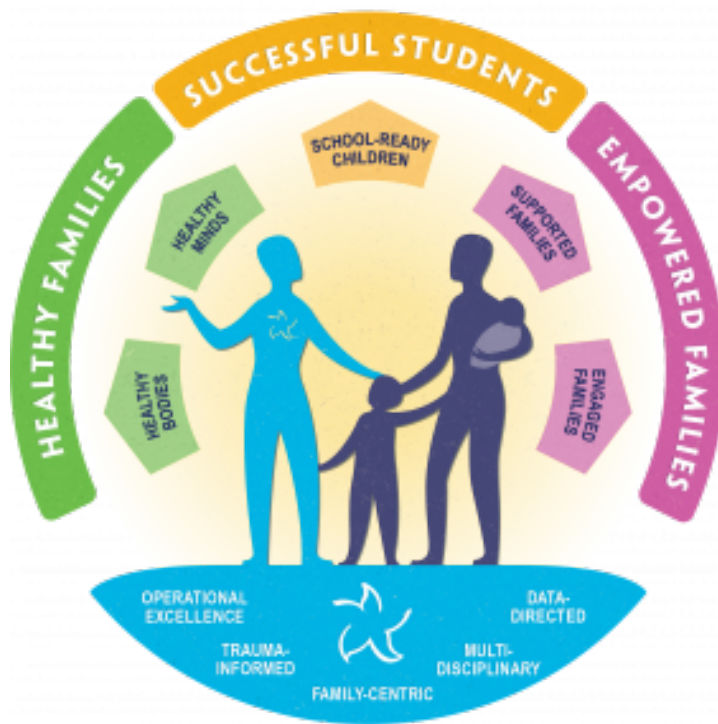 SUCCESSFUL STUDENTS
HEALTHY FAMILIES
EMPOWERED FAMILIES
SCHOOL-READY
CHILDREN
HEALTHY
MINDS
SUPPORTED
FAMILIES
HEALTHY
BODIES
ENGAGED
FAMILIES
OPERATIONAL
EXCELLENCE
DATA-
DIRECTED
TRAUMA-
INFORMED
MULTI-
DISCIPLINARY
FAMILY-CENTRIC